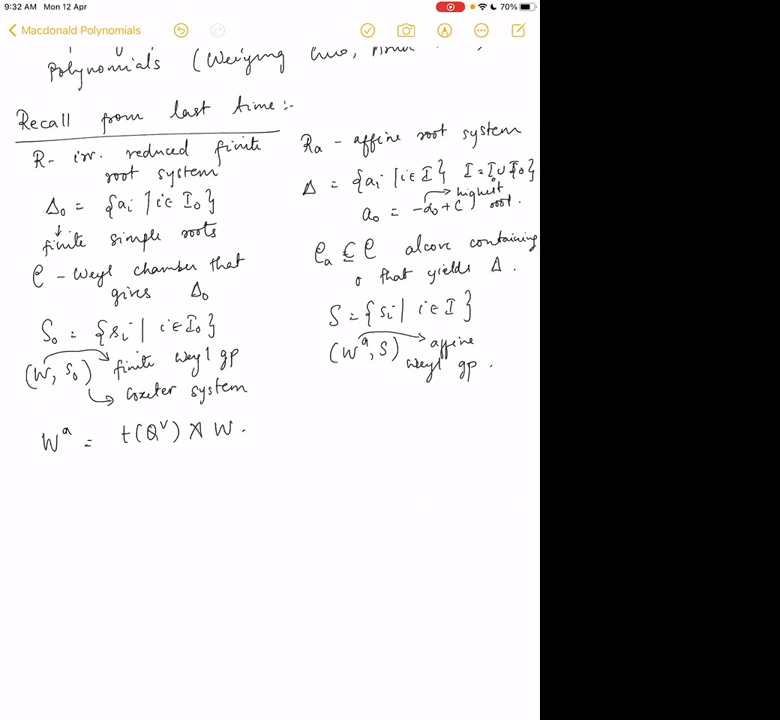 9:32 AM Mon 12 Apr
70%
Macdonald Polynomials
Polynomials (Weiying Guo,
Recall from last time :-
R - irr. reduced finite
root system
Δ₀ = {aᵢ | i ∈ I₀}
finite simple roots
C - Weyl chamber that
gives Δ₀
S₀ = {sᵢ | i ∈ I₀}
(W, S₀) finite Weyl gp
Coxeter system
Wᵃ = t(Q^∨) ⋊ W.
Ra - affine root system
Δ = {aᵢ | i ∈ I} I = I₀ ∪ {0}
a₀ = -α₀ + C highest root.
Cₐ ⊆ C alcove containing
0 that yields Δ.
S = {sᵢ | i ∈ I}
(Wᵃ, S) affine
Weyl gp.